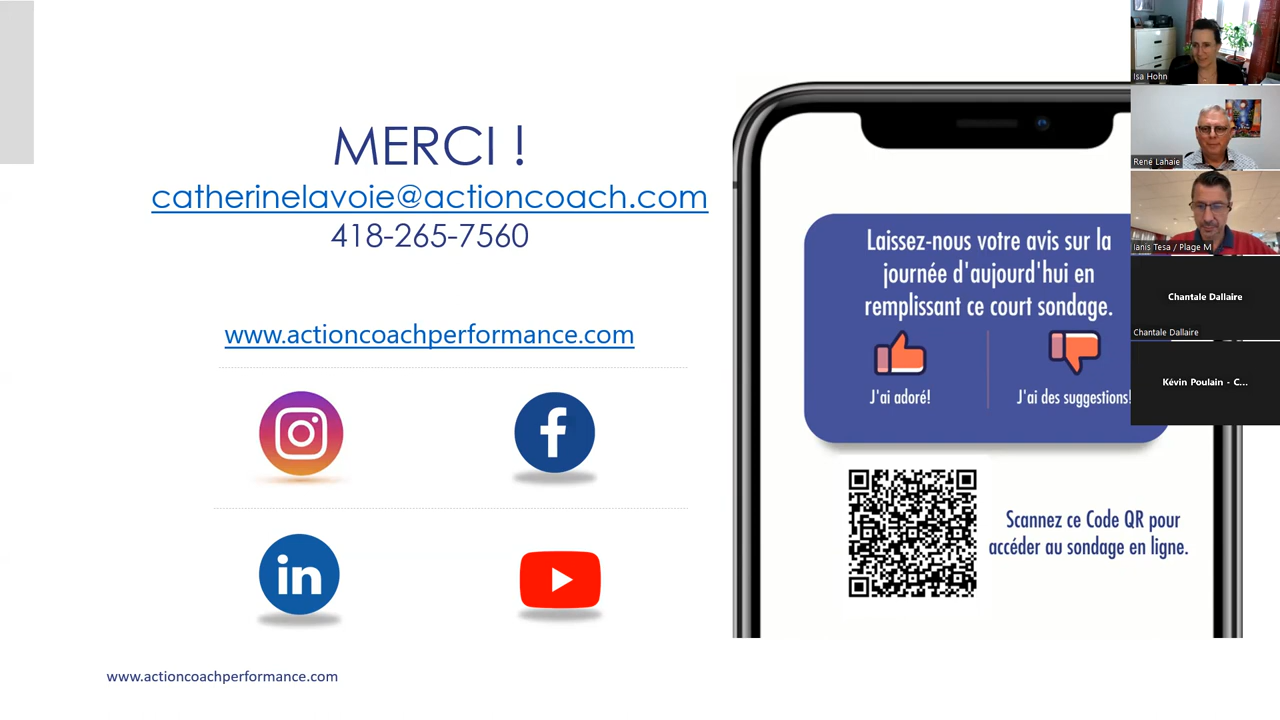 MERCI !
catherinelavoie@actioncoach.com
418-265-7560
www.actioncoachperformance.com
in
www.actioncoachperformance.com
Laissez-nous votre avis sur la
journée d'aujourd'hui en
remplissant ce court sondage.
J'ai adoré!
J'ai des suggestions!
Scannez ce Code QR pour
accéder au sondage en ligne.
Isa Hohn
René Lahaie
Ianis Tesa / Plage M
Chantale Dallaire
Chantale Dallaire
Kévin Poulain - C...